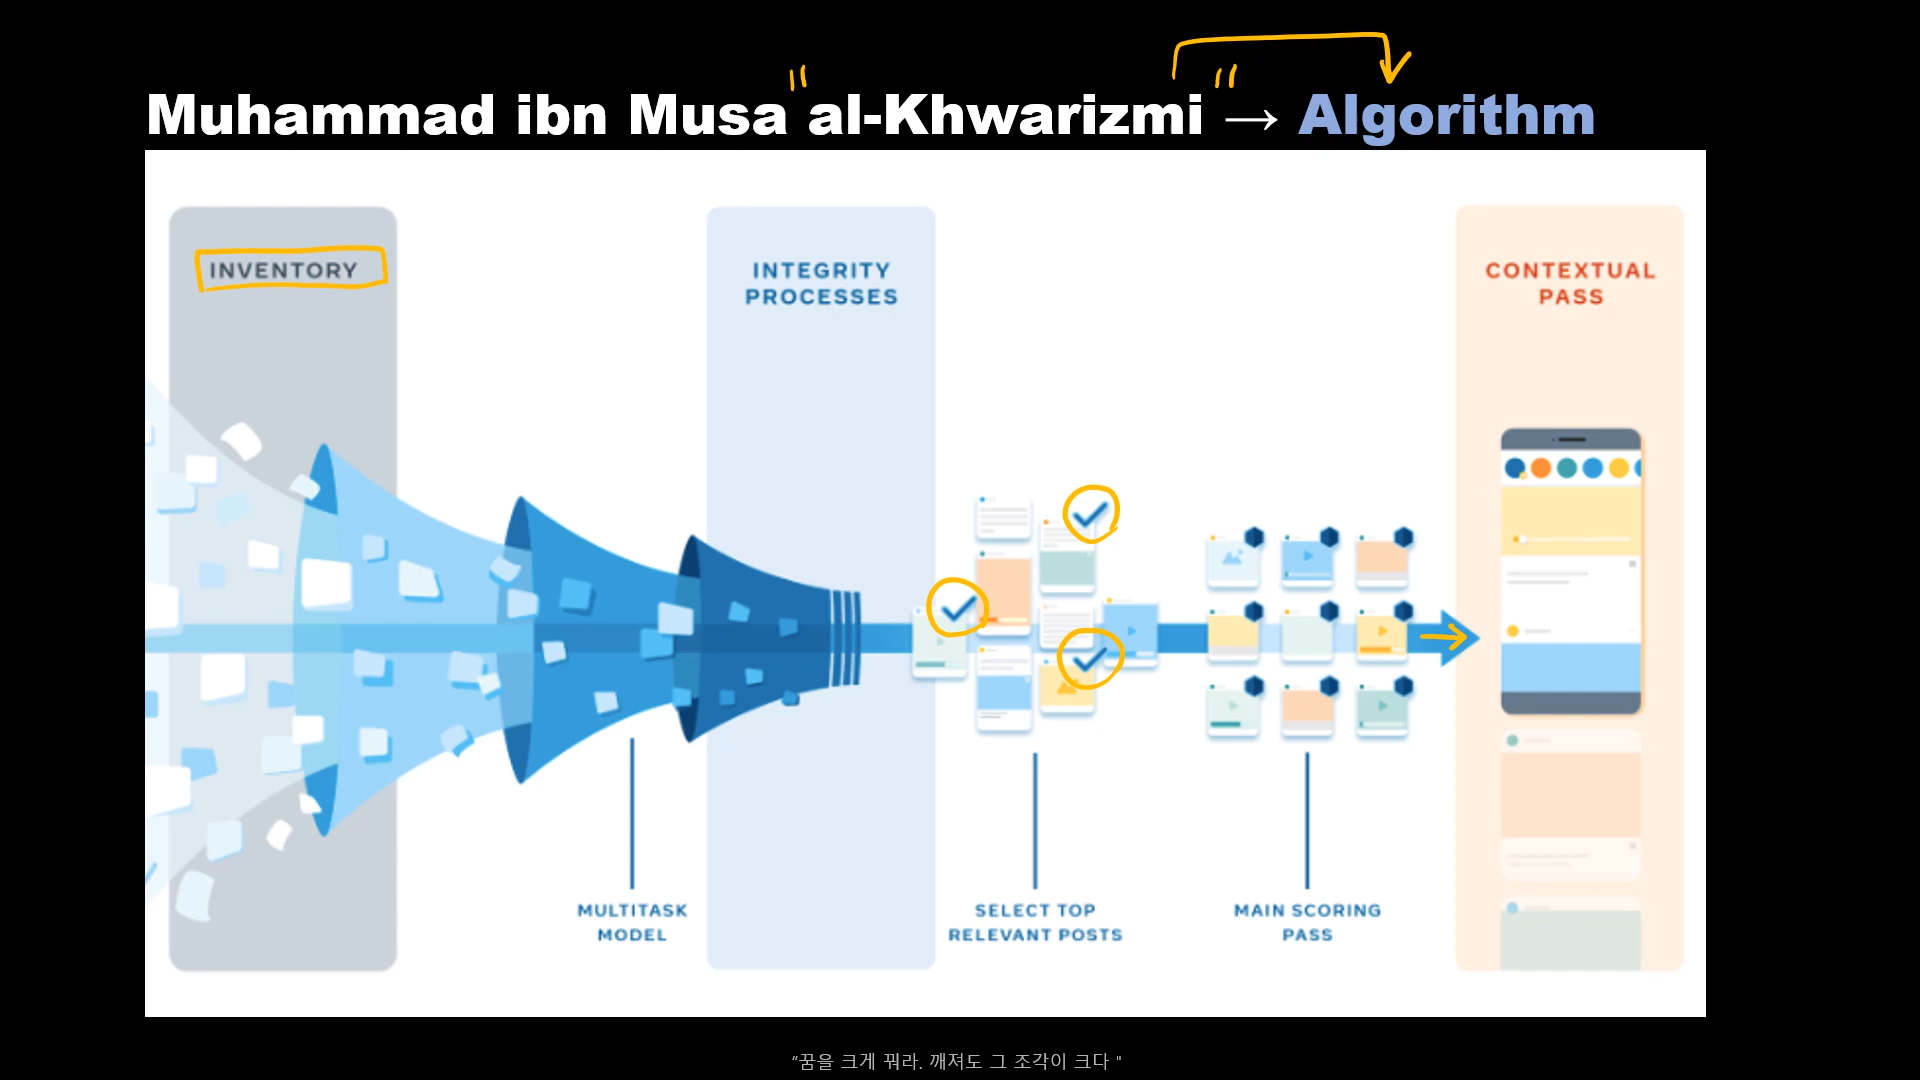 Muhammad ibn Musa "al-Khwarizmi" → Algorithm
INVENTORY
INTEGRITY
PROCESSES
CONTEXTUAL
PASS
MULTITASK
MODEL
SELECT TOP
RELEVANT POSTS
MAIN SCORING
PASS
“꿈을 크게 꿔라. 깨져도 그 조각이 크다 "